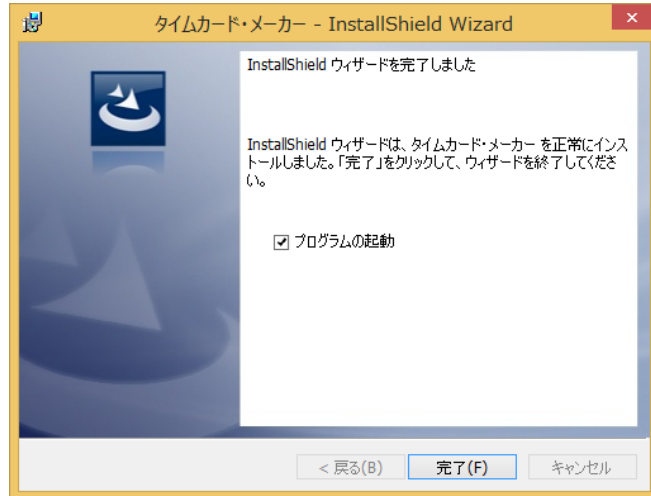 タイムカード・メーカー - InstallShield Wizard
InstallShield ウィザードを完了しました
InstallShield ウィザードは、タイムカード・メーカー を正常にインス
トールしました。「完了」をクリックして、ウィザードを終了してくださ
い。
プログラムの起動
< 戻る(B)
完了(F)
キャンセル